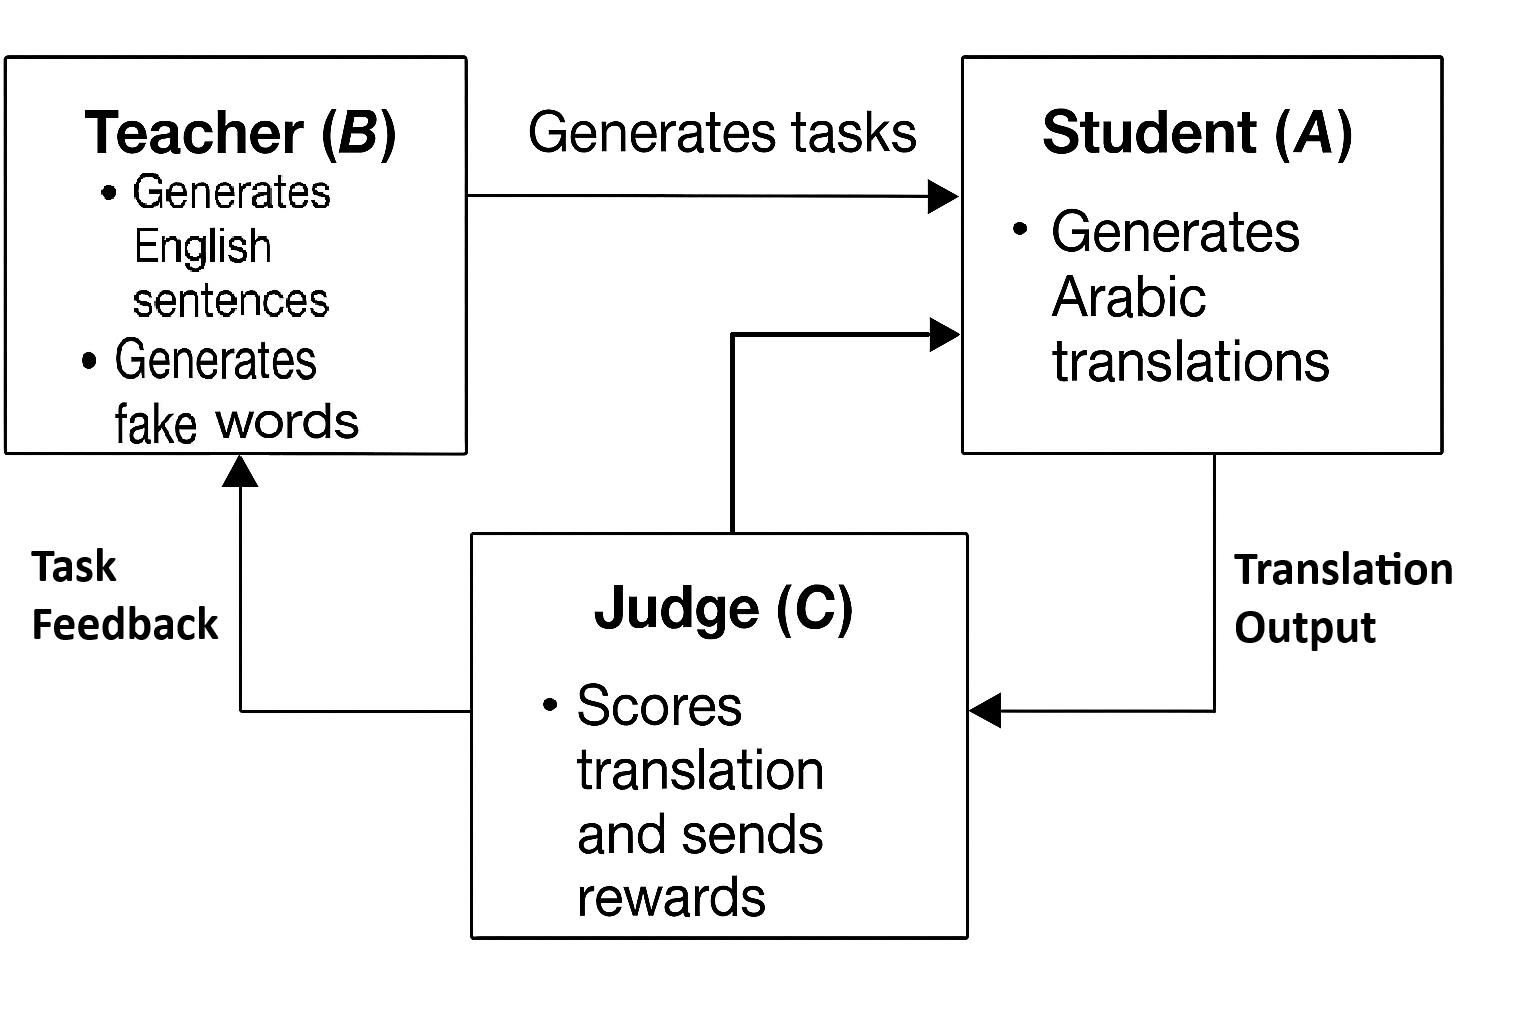 Teacher (B)
• Generates
English
sentences
• Generates
fake words
Generates tasks
Student (A)
• Generates
Arabic
translations
Task
Feedback
Judge (C)
• Scores
translation
and sends
rewards
Translation
Output